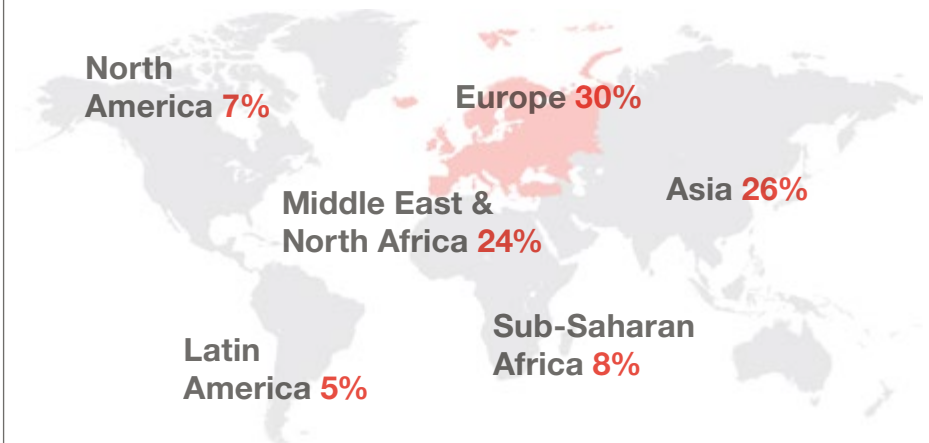 North
America 7%
Europe 30%
Middle East &
North Africa 24%
Asia 26%
Latin
America 5%
Sub-Saharan
Africa 8%